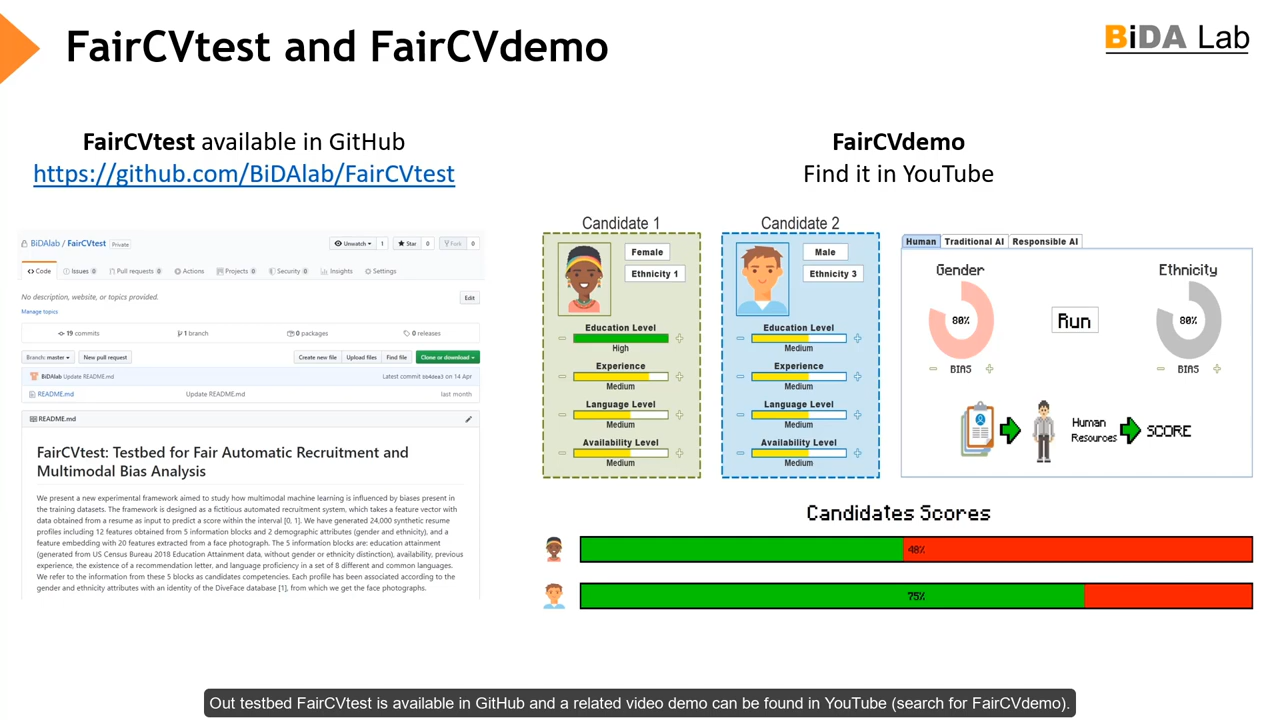 FairCVtest and FairCVdemo
BiDA Lab
FairCVtest available in GitHub
https://github.com/BiDAlab/FairCVtest
BiDAlab / FairCVtest Private
Unwatch 1 Star 0 Fork 0
Code Issues 0 Pull requests 0 Actions Projects 0 Security 0 Insights Settings
No description, website, or topics provided.
Edit
Manage topics
19 commits 1 branch 0 packages 0 releases
Branch: master New pull request Create new file Upload files Find file Clone or download
BiDAlab Update README.md Latest commit on 14 Apr
README.md Update README.md last month
README.md
FairCVtest: Testbed for Fair Automatic Recruitment and
Multimodal Bias Analysis
We present a new experimental framework aimed to study how multimodal machine learning is influenced by biases present in
the training datasets. The framework is designed as a fictitious automated recruitment system, which takes a feature vector with
data obtained from a resume as input to predict a score within the interval [0, 1]. We have generated 24,000 synthetic resume
profiles including 12 features obtained from 5 information blocks and 2 demographic attributes (gender and ethnicity), and a
feature embedding with 20 features extracted from a face photograph. The 5 information blocks are: education attainment
(generated from US Census Bureau 2018 Education Attainment data, without gender or ethnicity distinction), availability, previous
experience, the existence of a recommendation letter, and language proficiency in a set of 8 different and common languages.
We refer to the information from these 5 blocks as candidates competencies. Each profile has been associated according to the
gender and ethnicity attributes with an identity of the DiveFace database [1], from which we get the face photographs.
FairCVdemo
Find it in YouTube
Candidate 1
Female
Ethnicity 1
Education Level
High
Experience
Medium
Language Level
Medium
Availability Level
Medium
Candidate 2
Male
Ethnicity 3
Education Level
Medium
Experience
Medium
Language Level
Medium
Availability Level
Medium
Human Traditional AI Responsible AI
Gender
80%
BIAS
Run
Ethnicity
80%
BIAS
Human
Resources
SCORE
Candidates Scores
48%
75%
Out testbed FairCVtest is available in GitHub and a related video demo can be found in YouTube (search for FairCVdemo).